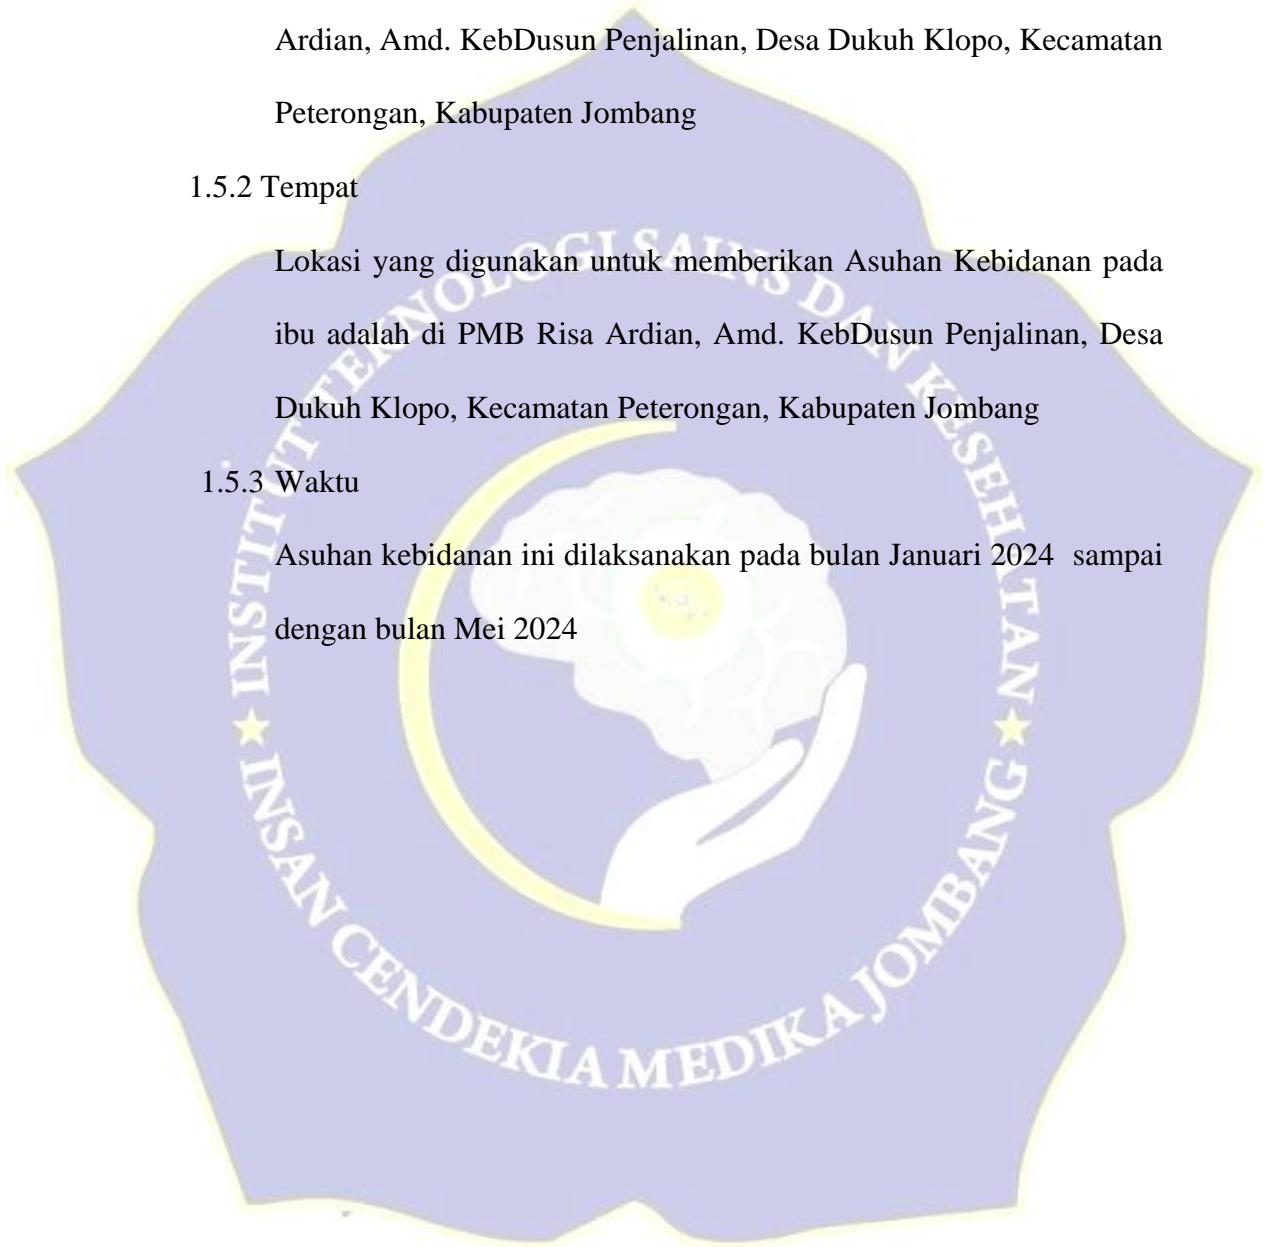 Ardian, Amd. KebDusun Penjalinan, Desa Dukuh Klopo, Kecamatan
Peterongan, Kabupaten Jombang
1.5.2 Tempat
Lokasi yang digunakan untuk memberikan Asuhan Kebidanan pada
ibu adalah di PMB Risa Ardian, Amd. KebDusun Penjalinan, Desa
Dukuh Klopo, Kecamatan Peterongan, Kabupaten Jombang
1.5.3 Waktu
Asuhan kebidanan ini dilaksanakan pada bulan Januari 2024 sampai
dengan bulan Mei 2024
INSTITUT TEKNOLOGI SAINS DAN KESEHATAN
INSAN CENDEKIA MEDIKA JOMBANG